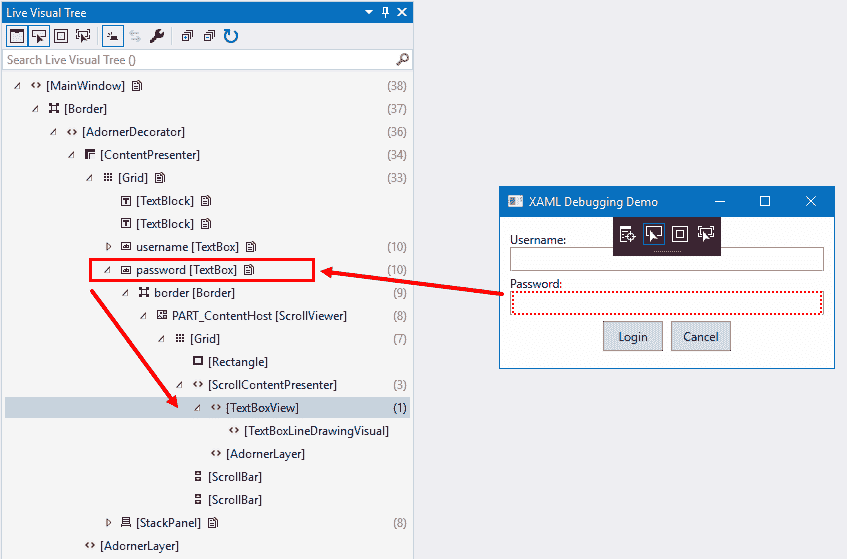 Live Visual Tree
Search Live Visual Tree ()
[MainWindow] (38)
[Border] (37)
[AdornerDecorator] (36)
[ContentPresenter] (34)
[Grid] (33)
[TextBlock]
[TextBlock]
username [TextBox] (10)
password [TextBox] (10)
border [Border] (9)
PART_ContentHost [ScrollViewer] (8)
[Grid] (7)
[Rectangle]
[ScrollContentPresenter] (3)
[TextBoxView] (1)
[TextBoxLineDrawingVisual]
[AdornerLayer]
[ScrollBar]
[ScrollBar]
[StackPanel] (8)
[AdornerLayer]
XAML Debugging Demo
Username:
Password:
Login Cancel